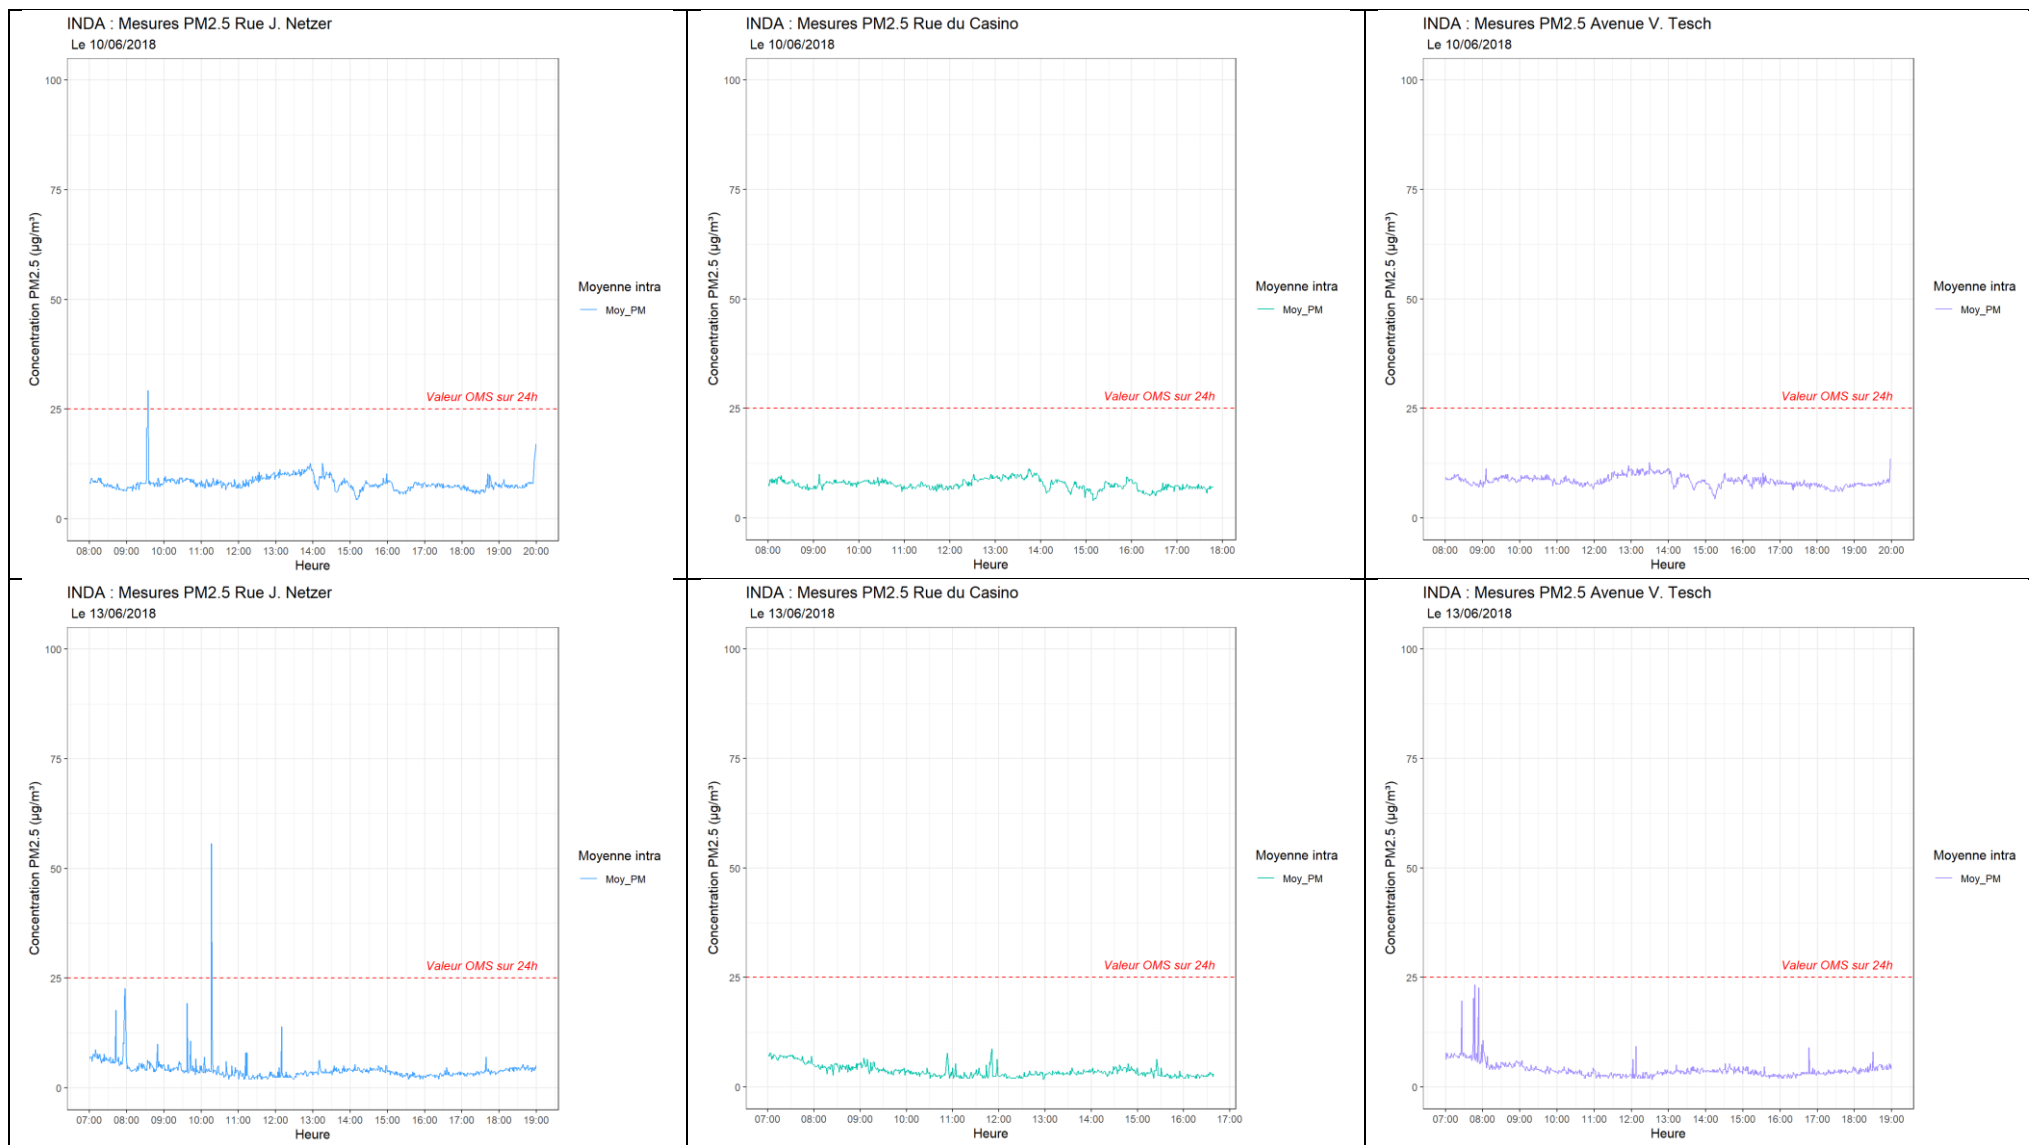 INDA : Mesures PM2.5 Rue J. Netzer
Le 10/06/2018
100
75
50
25
0
Concentration PM2.5 (µg/m³)
Valeur OMS sur 24h
08:00 09:00 10:00 11:00 12:00 13:00 14:00 15:00 16:00 17:00 18:00 19:00 20:00
Heure
Moyenne intra
Moy_PM
INDA : Mesures PM2.5 Rue du Casino
Le 10/06/2018
100
75
50
25
0
Concentration PM2.5 (µg/m³)
Valeur OMS sur 24h
08:00 09:00 10:00 11:00 12:00 13:00 14:00 15:00 16:00 17:00 18:00
Heure
Moyenne intra
Moy_PM
INDA : Mesures PM2.5 Avenue V. Tesch
Le 10/06/2018
100
75
50
25
0
Concentration PM2.5 (µg/m³)
Valeur OMS sur 24h
08:00 09:00 10:00 11:00 12:00 13:00 14:00 15:00 16:00 17:00 18:00 19:00 20:00
Heure
Moyenne intra
Moy_PM
INDA : Mesures PM2.5 Rue J. Netzer
Le 13/06/2018
100
75
50
25
0
Concentration PM2.5 (µg/m³)
Valeur OMS sur 24h
07:00 08:00 09:00 10:00 11:00 12:00 13:00 14:00 15:00 16:00 17:00 18:00 19:00
Heure
Moyenne intra
Moy_PM
INDA : Mesures PM2.5 Rue du Casino
Le 13/06/2018
100
75
50
25
0
Concentration PM2.5 (µg/m³)
Valeur OMS sur 24h
07:00 08:00 09:00 10:00 11:00 12:00 13:00 14:00 15:00 16:00 17:00
Heure
Moyenne intra
Moy_PM
INDA : Mesures PM2.5 Avenue V. Tesch
Le 13/06/2018
100
75
50
25
0
Concentration PM2.5 (µg/m³)
Valeur OMS sur 24h
07:00 08:00 09:00 10:00 11:00 12:00 13:00 14:00 15:00 16:00 17:00 18:00 19:00
Heure
Moyenne intra
Moy_PM